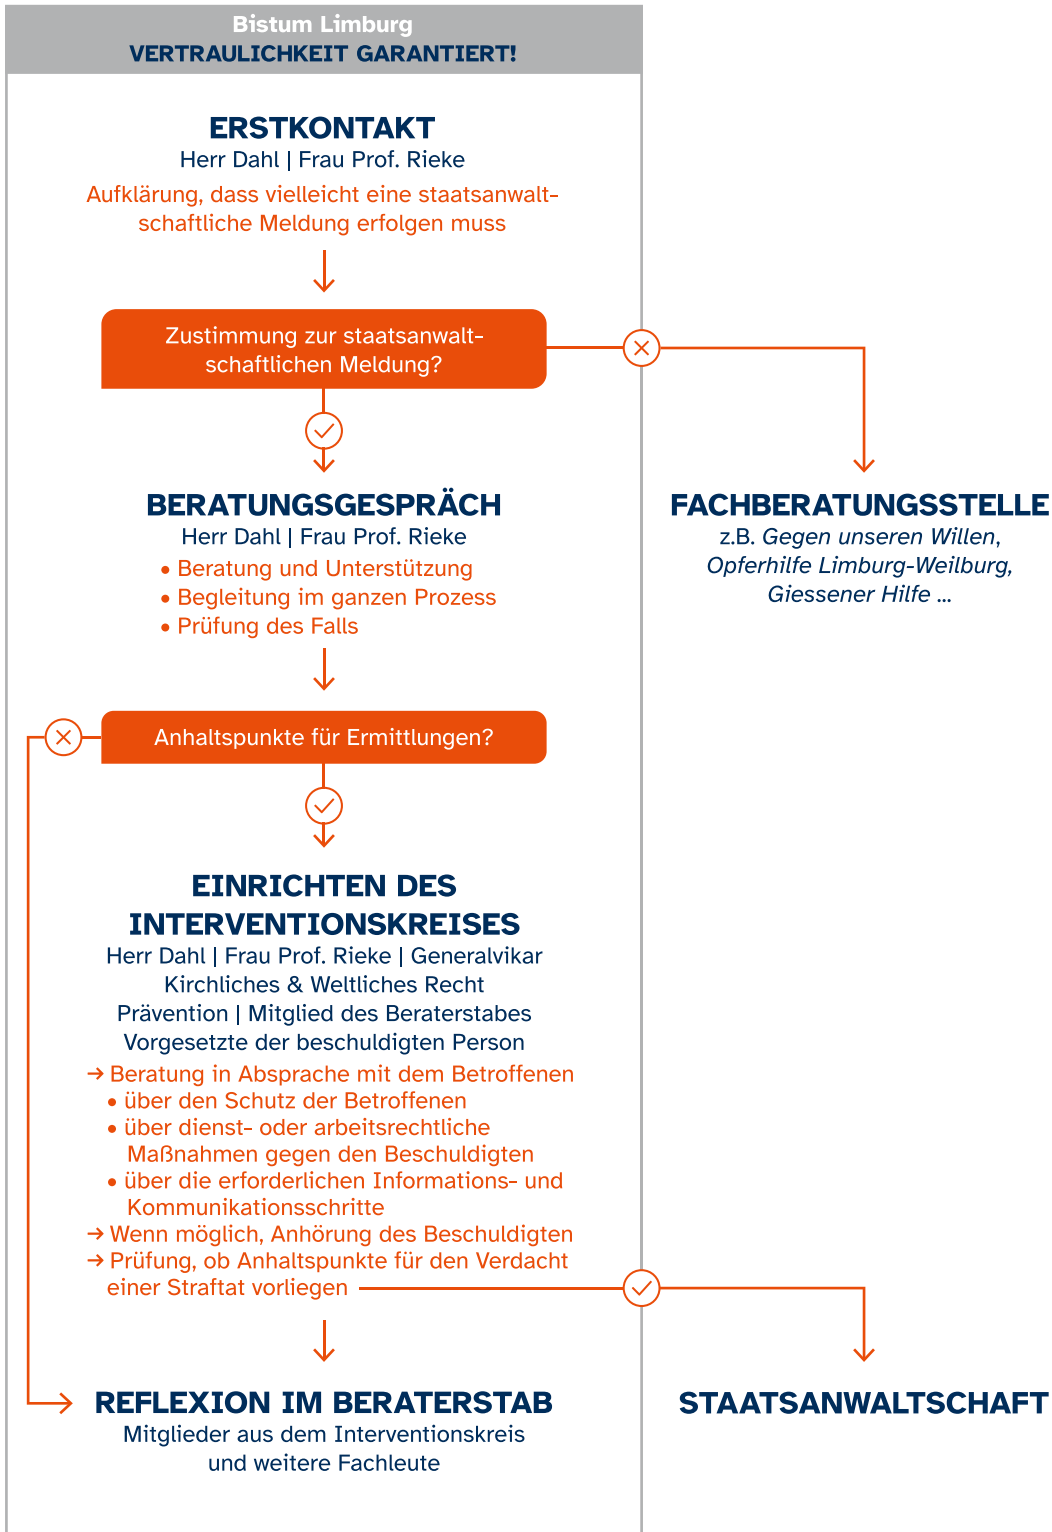 Bistum Limburg
VERTRAULICHKEIT GARANTIERT!
ERSTKONTAKT
Herr Dahl | Frau Prof. Rieke
Aufklärung, dass vielleicht eine staatsanwalt-
schaftliche Meldung erfolgen muss
Zustimmung zur staatsanwalt-
schaftlichen Meldung?
BERATUNGSGESPRÄCH
Herr Dahl | Frau Prof. Rieke
• Beratung und Unterstützung
• Begleitung im ganzen Prozess
• Prüfung des Falls
FACHBERATUNGSSTELLE
z.B. Gegen unseren Willen,
Opferhilfe Limburg-Weilburg,
Giessener Hilfe ...
Anhaltspunkte für Ermittlungen?
EINRICHTEN DES
INTERVENTIONSKREISES
Herr Dahl | Frau Prof. Rieke | Generalvikar
Kirchliches & Weltliches Recht
Prävention | Mitglied des Beraterstabes
Vorgesetzte der beschuldigten Person
→ Beratung in Absprache mit dem Betroffenen
• über den Schutz der Betroffenen
• über dienst- oder arbeitsrechtliche
Maßnahmen gegen den Beschuldigten
• über die erforderlichen Informations- und
Kommunikationsschritte
→ Wenn möglich, Anhörung des Beschuldigten
→ Prüfung, ob Anhaltspunkte für den Verdacht
einer Straftat vorliegen
REFLEXION IM BERATERSTAB
Mitglieder aus dem Interventionskreis
und weitere Fachleute
STAATSANWALTSCHAFT